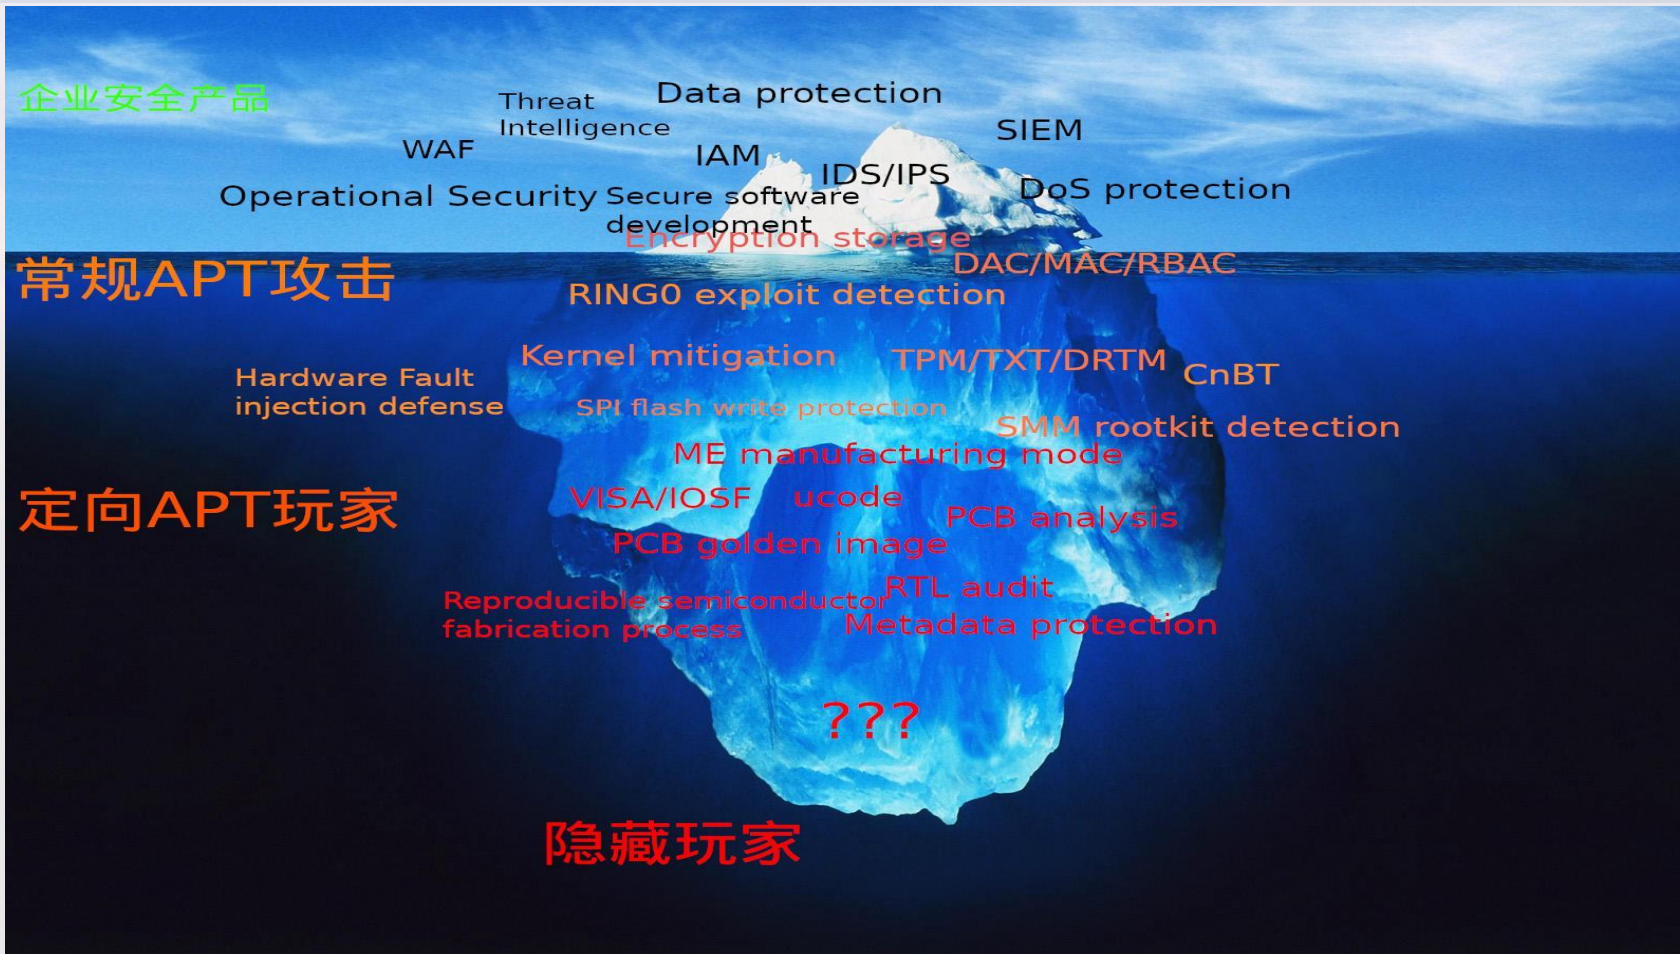 企业安全产品
Threat
Intelligence
Data protection
SIEM
WAF
IAM
IDS/IPS
Operational Security
Secure software
development
DoS protection
Encryption storage
常规APT攻击
DAC/MAC/RBAC
RING0 exploit detection
Kernel mitigation
TPM/TXT/DRTM
CnBT
Hardware Fault
injection defense
SPI flash write protection
SMM rootkit detection
ME manufacturing mode
定向APT玩家
VISA/IOSF
ucode
PCB analysis
PCB golden image
RTL audit
Reproducible semiconductor
fabrication process
Metadata protection
???
隐藏玩家